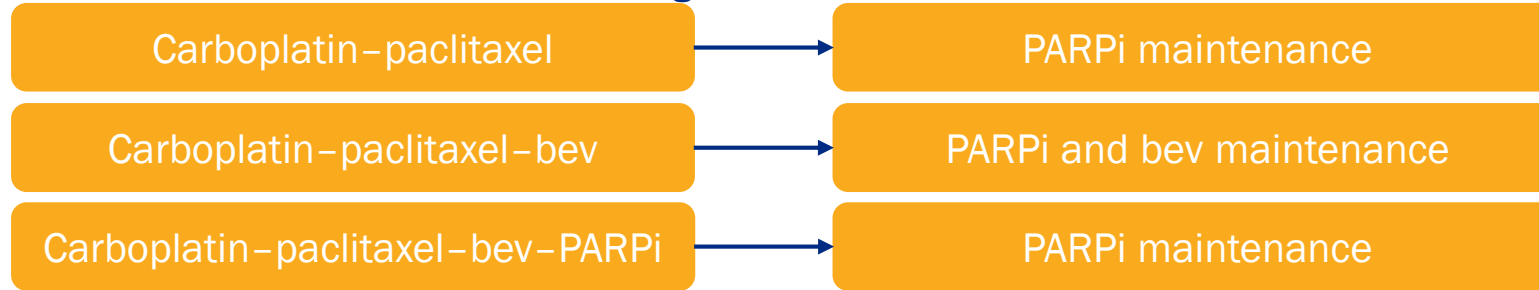 Carboplatin–paclitaxel
PARPi maintenance
Carboplatin–paclitaxel–bev
PARPi and bev maintenance
Carboplatin–paclitaxel–bev–PARPi
PARPi maintenance